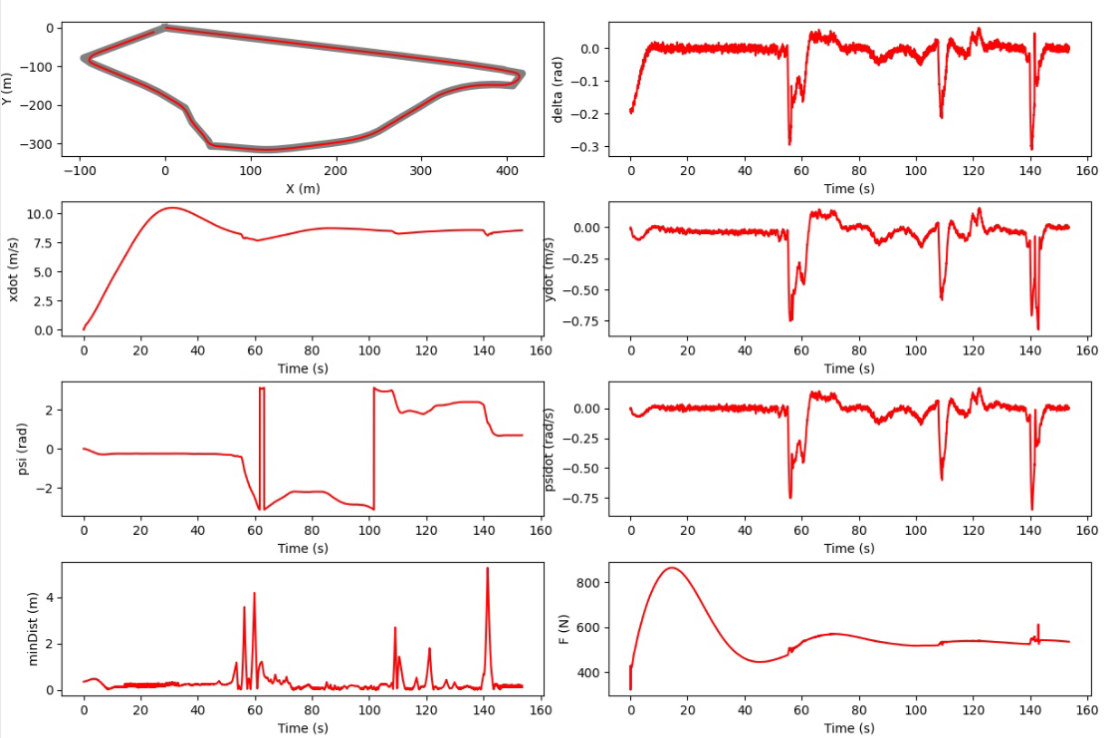 0
−100
−200
−300
Y (m)
−100 0 100 200 300 400
X (m)
0.0
−0.1
−0.2
−0.3
delta (rad)
0 20 40 60 80 100 120 140 160
Time (s)
10.0
7.5
5.0
2.5
0.0
xdot (m/s)
0 20 40 60 80 100 120 140 160
Time (s)
0.00
−0.25
−0.50
−0.75
ydot (m/s)
0 20 40 60 80 100 120 140 160
Time (s)
2
0
−2
psi (rad)
0 20 40 60 80 100 120 140 160
Time (s)
0.00
−0.25
−0.50
−0.75
psidot (rad/s)
0 20 40 60 80 100 120 140 160
Time (s)
4
2
0
minDist (m)
0 20 40 60 80 100 120 140 160
Time (s)
800
600
400
F (N)
0 20 40 60 80 100 120 140 160
Time (s)